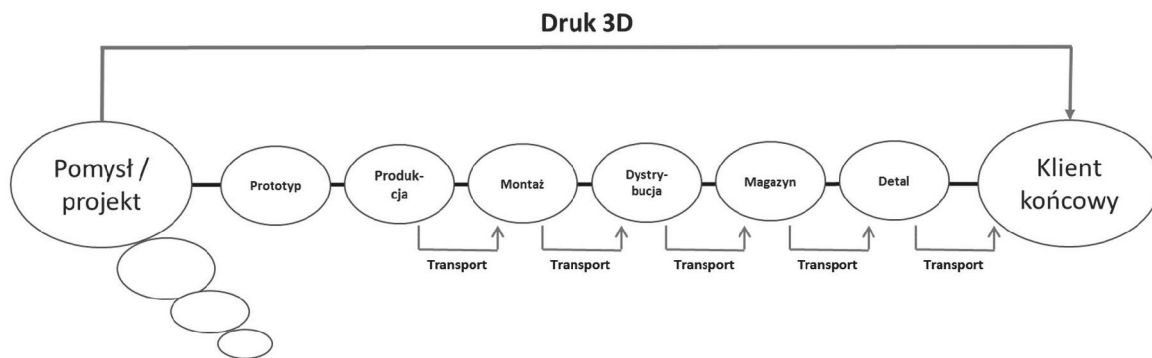 Druk 3D
Pomysł /
projekt
Prototyp
Produk-
cja
Montaż
Dystry-
bucja
Magazyn
Detal
Klient
końcowy
Transport
Transport
Transport
Transport
Transport